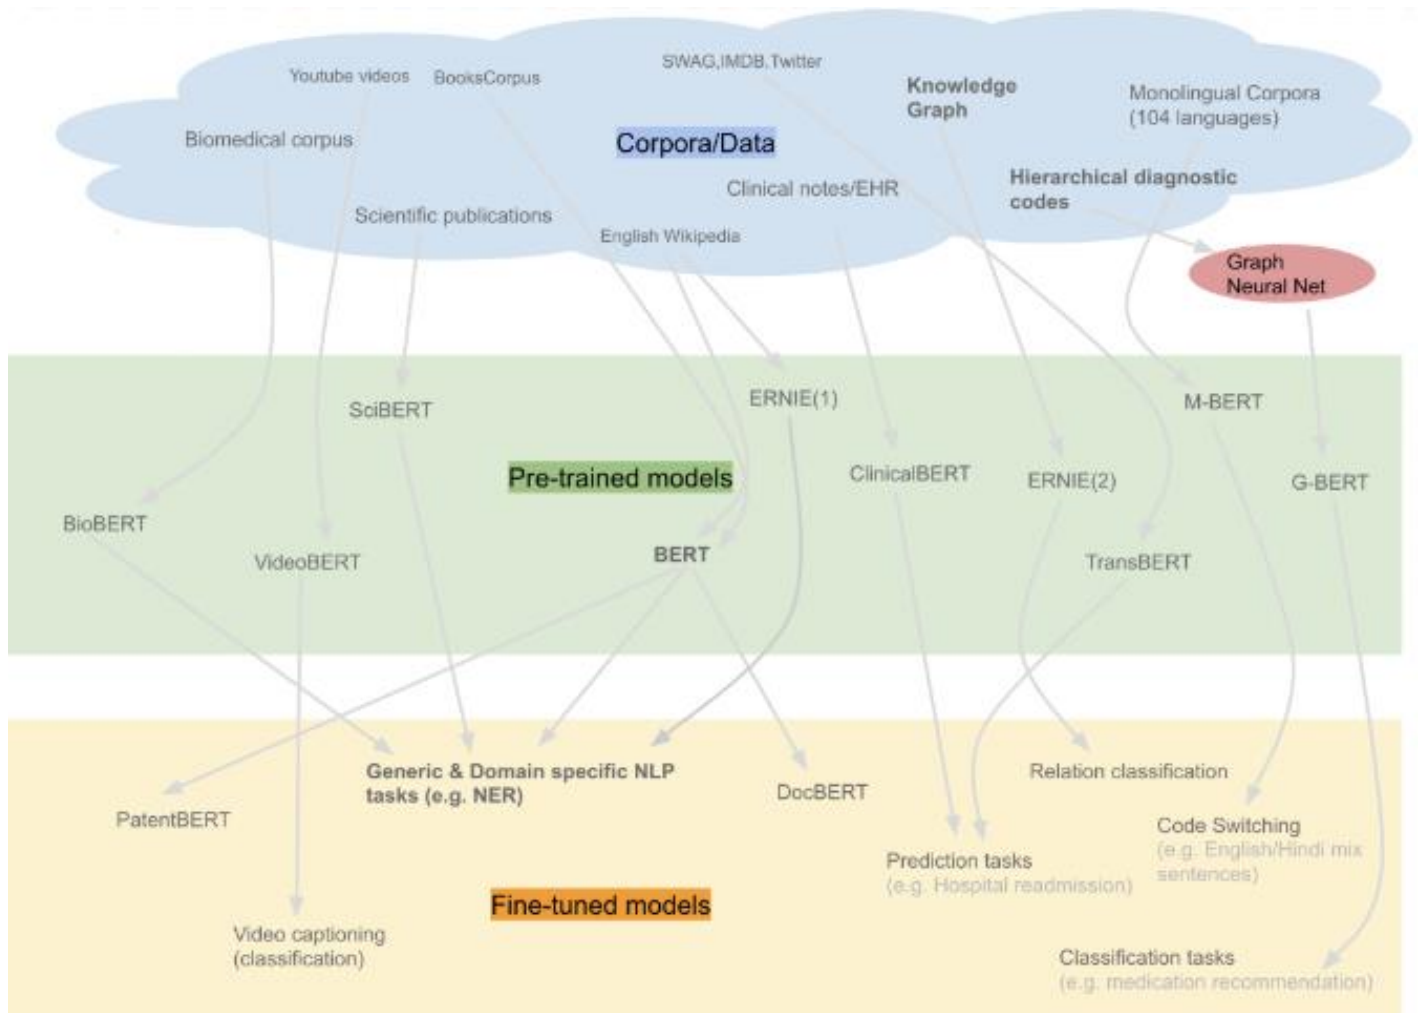 SWAG,IMDB,Twitter
Youtube videos
BooksCorpus
Knowledge
Graph
Monolingual Corpora
(104 languages)
Biomedical corpus
Corpora/Data
Hierarchical diagnostic
codes
Clinical notes/EHR
Scientific publications
English Wikipedia
Graph
Neural Net
SciBERT
ERNIE(1)
M-BERT
Pre-trained models
ClinicalBERT
ERNIE(2)
G-BERT
BioBERT
VideoBERT
BERT
TransBERT
Generic & Domain specific NLP
tasks (e.g. NER)
Relation classification
DocBERT
PatentBERT
Code Switching
(e.g. English/Hindi mix
sentences)
Prediction tasks
(e.g. Hospital readmission)
Fine-tuned models
Video captioning
(classification)
Classification tasks
(e.g. medication recommendation)